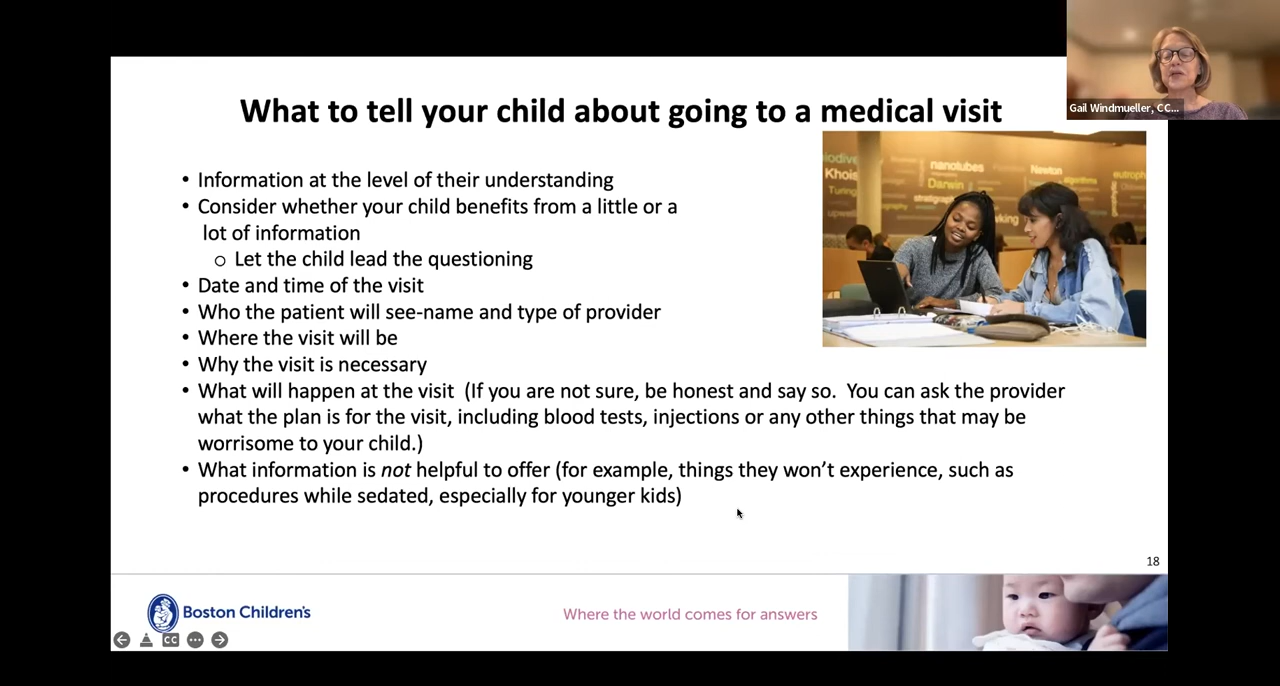 Gail Windmueller, CC...
What to tell your child about going to a medical visit
• Information at the level of their understanding
• Consider whether your child benefits from a little or a
lot of information
o Let the child lead the questioning
• Date and time of the visit
• Who the patient will see-name and type of provider
• Where the visit will be
• Why the visit is necessary
• What will happen at the visit (If you are not sure, be honest and say so. You can ask the provider
what the plan is for the visit, including blood tests, injections or any other things that may be
worrisome to your child.)
• What information is not helpful to offer (for example, things they won't experience, such as
procedures while sedated, especially for younger kids)
biodive
nanotubes
Newton
eutroph
Khois
Darwin
algorithms
Turing
king
18
Boston Children's
Where the world comes for answers
CC